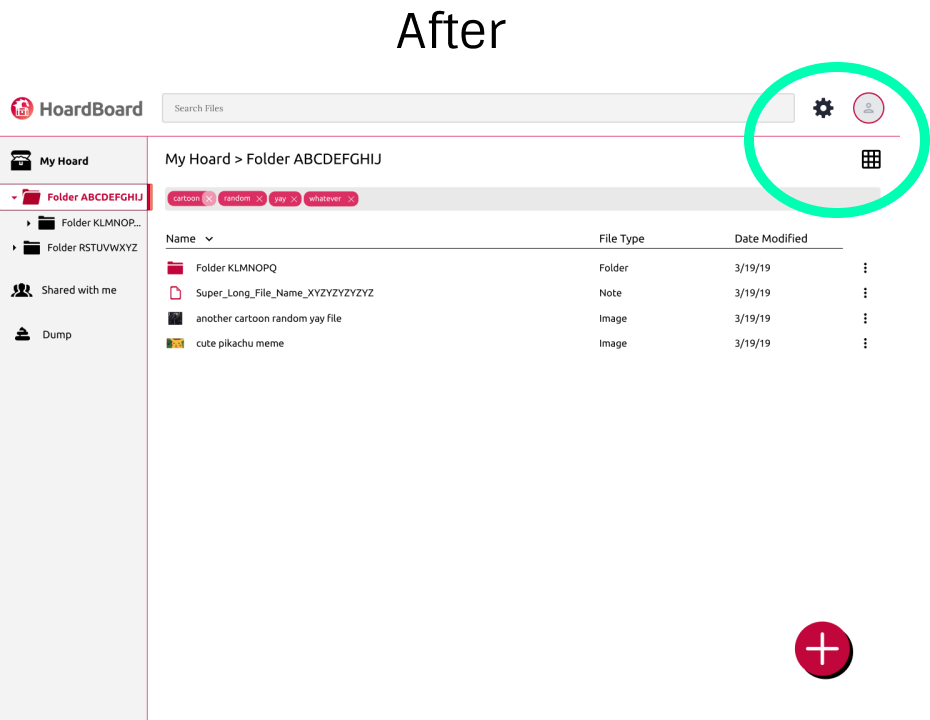 After
HoardBoard
Search Files
My Hoard
My Hoard > Folder ABCDEFGHIJ
Folder ABCDEFGHIJ
cartoon random yay whatever
Folder KLMNOP...
Folder RSTUVWXYZ
Name File Type Date Modified
Folder KLMNOPQ Folder 3/19/19
Shared with me
Super_Long_File_Name_XYZYZYZYZYZ Note 3/19/19
another cartoon random yay file Image 3/19/19
Dump
cute pikachu meme Image 3/19/19